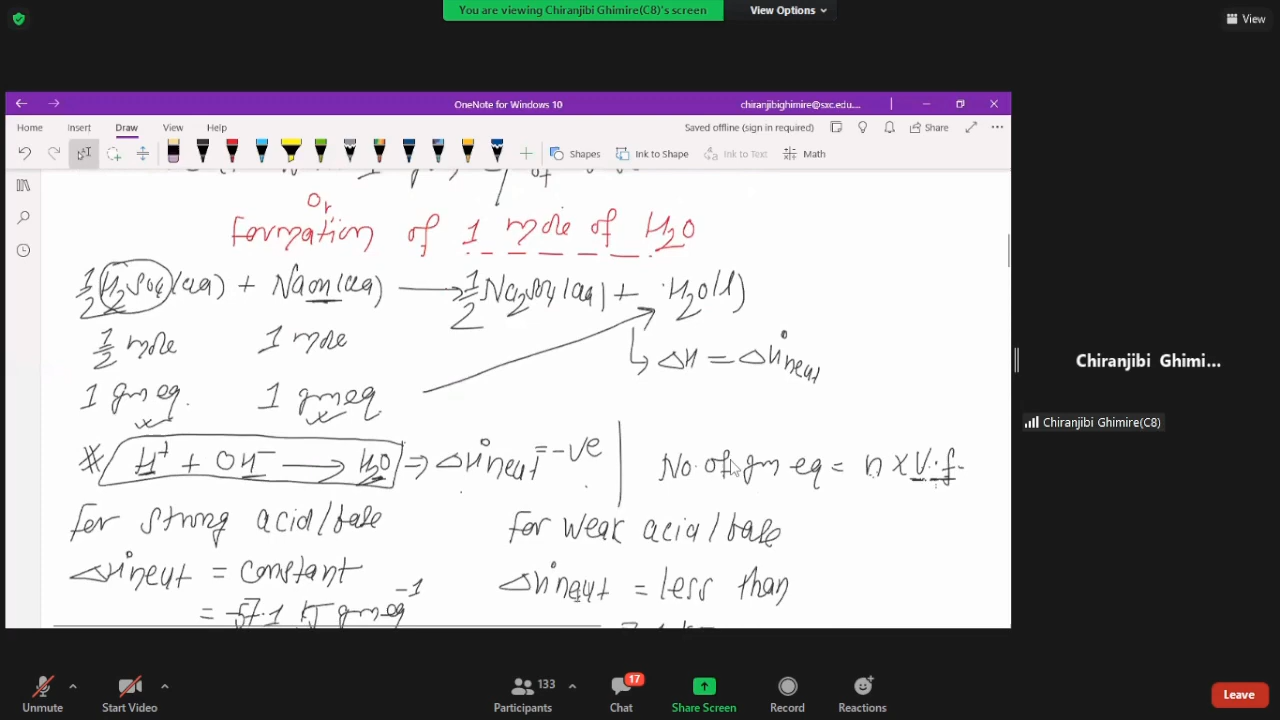 You are viewing Chiranjibi Ghimire(C8)'s screen
View Options
View
OneNote for Windows 10
chiranjibighimire@sxc.edu....
Home Insert Draw View Help
Saved offline (sign in required)
Share
Shapes
Ink to Shape
Ink to Text
Math
Or
formation of 1 mole of H2O
1/2 H2SO4(aq) + NaOH(aq) → 1/2 Na2SO4(aq) + H2O(l)
1/2 mole 1 mole
↳ ΔH = ΔH°neut
1 gm eq. 1 gm eq.
* H+ + OH- → H2O ⇒ ΔH°neut = -ve
No. of gm eq = n x V.f.
for strong acid/base
for weak acid/base
ΔH°neut = constant
ΔH°neut = less than
= -57.1 KJ gmeq-1
Chiranjibi Ghimi...
Chiranjibi Ghimire(C8)
Unmute
Start Video
133
Participants
17
Chat
Share Screen
Record
Reactions
Leave